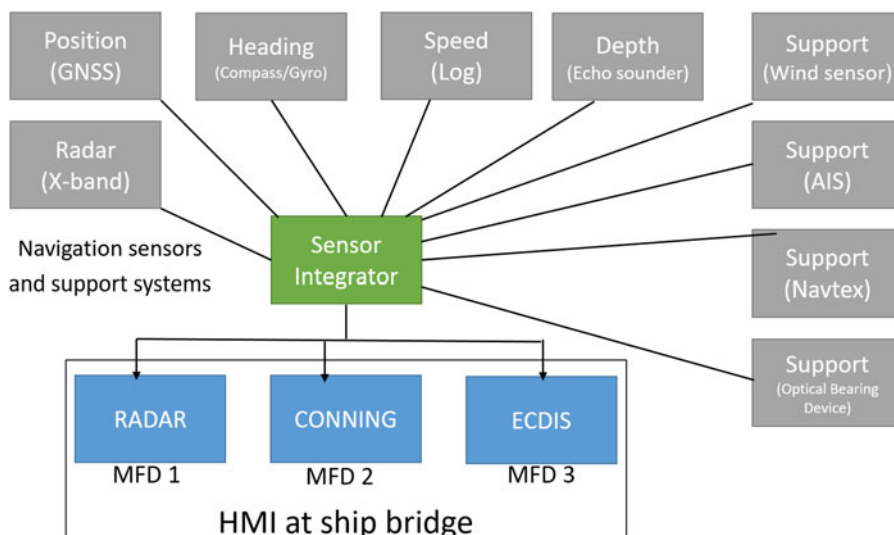 Position
(GNSS)
Heading
(Compass/Gyro)
Speed
(Log)
Depth
(Echo sounder)
Support
(Wind sensor)
Radar
(X-band)
Support
(AIS)
Navigation sensors
and support systems
Sensor
Integrator
Support
(Navtex)
Support
(Optical Bearing
Device)
RADAR
CONNING
ECDIS
MFD 1
MFD 2
MFD 3
HMI at ship bridge